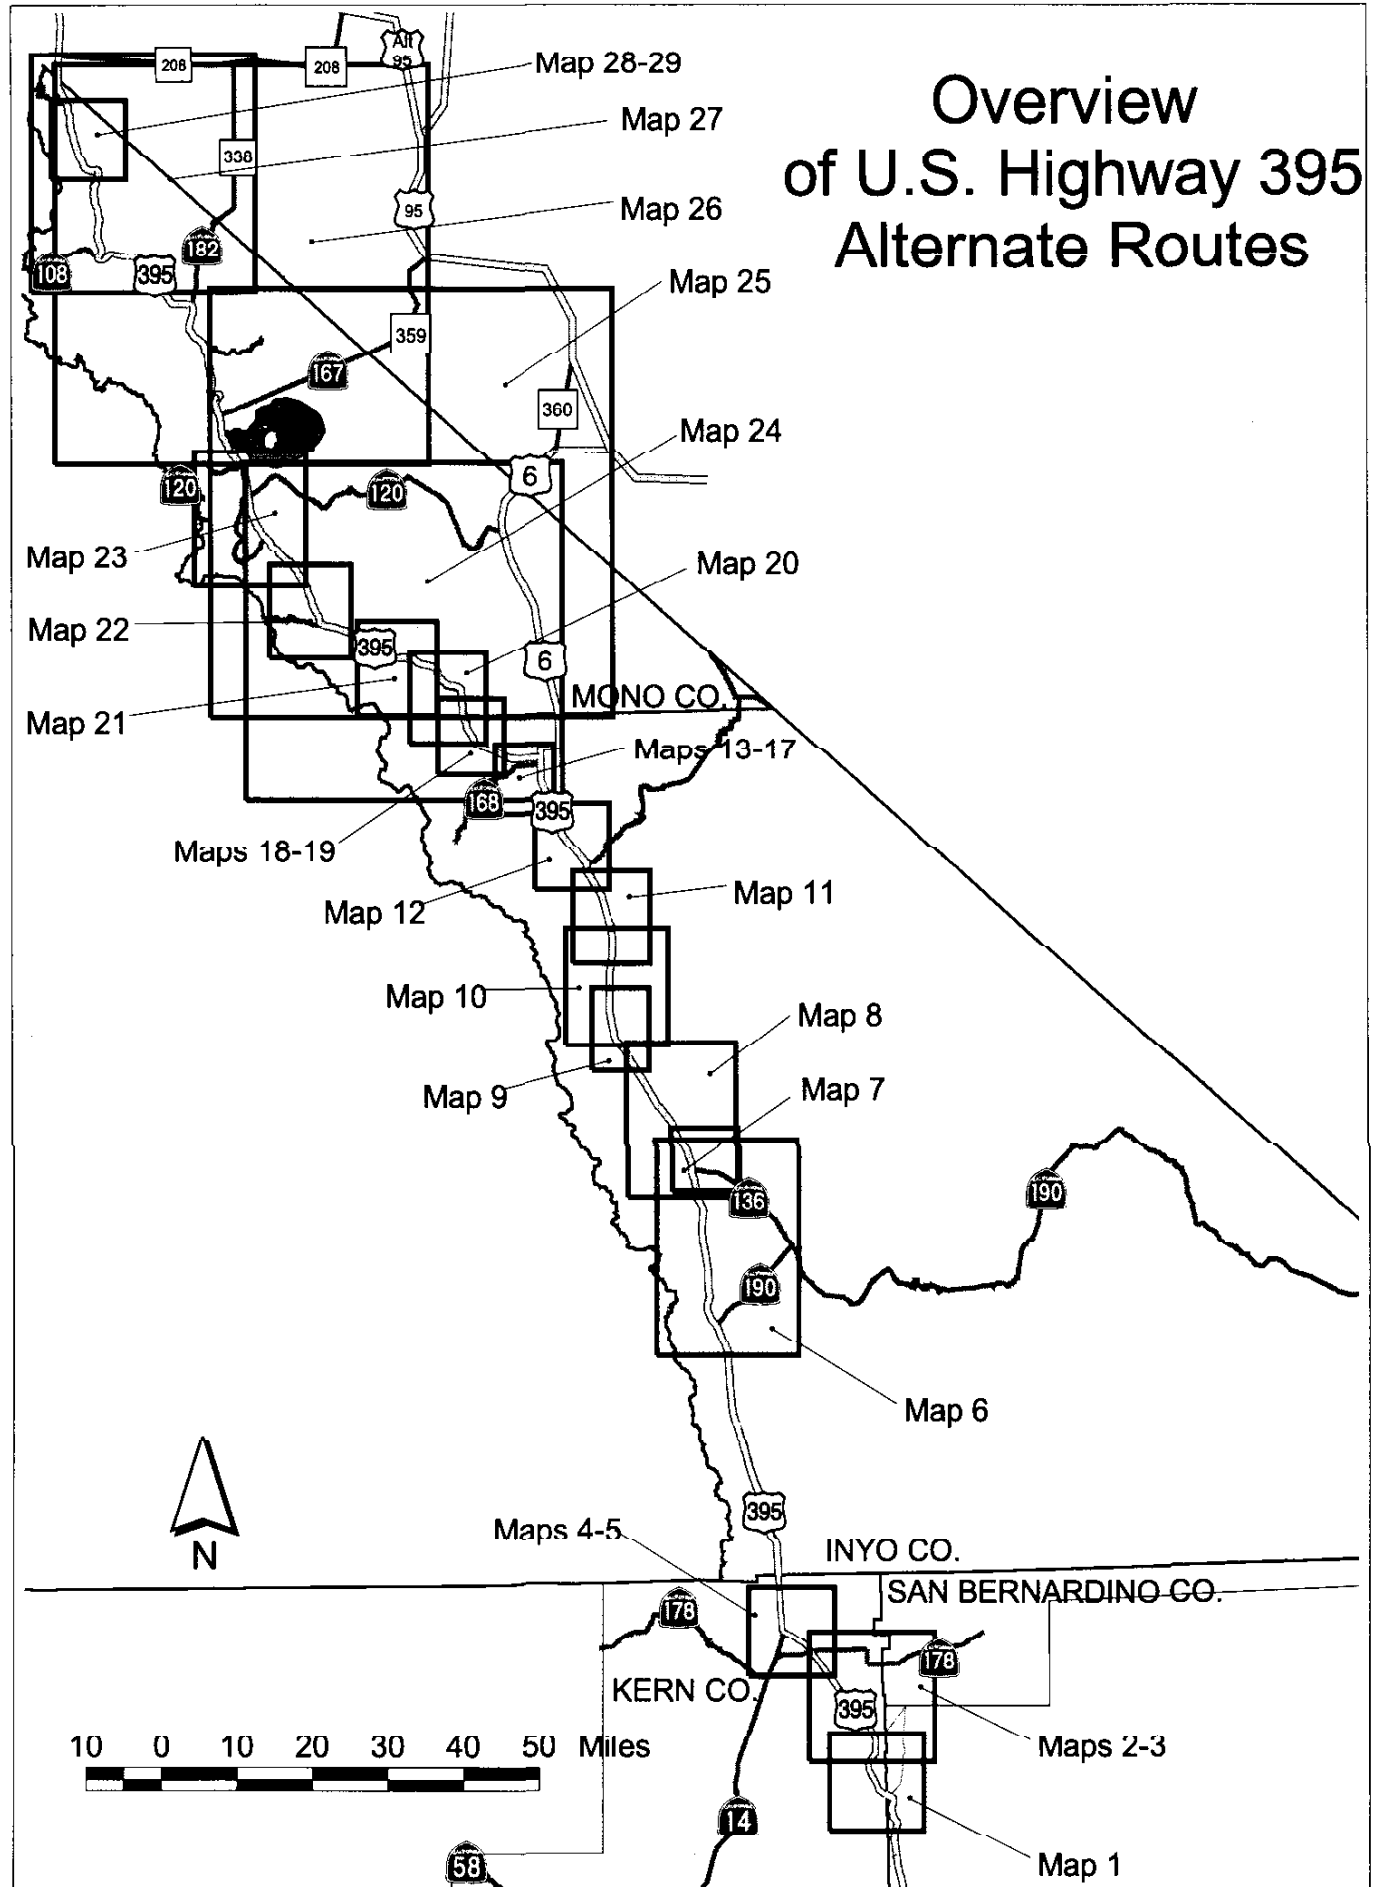 Overview
of U.S. Highway 395
Alternate Routes
Alt
95
208
208
Map 28-29
Map 27
338
Map 26
95
182
108
395
Map 25
359
167
360
Map 24
6
120
120
Map 23
Map 20
Map 22
395
6
MONO CO.
Map 21
Maps 13-17
168
395
Maps 18-19
Map 12
Map 11
Map 10
Map 8
Map 9
Map 7
136
190
190
Map 6
N
395
Maps 4-5
INYO CO.
SAN BERNARDINO CO.
178
178
KERN CO.
395
10 0 10 20 30 40 50 Miles
Maps 2-3
14
58
Map 1